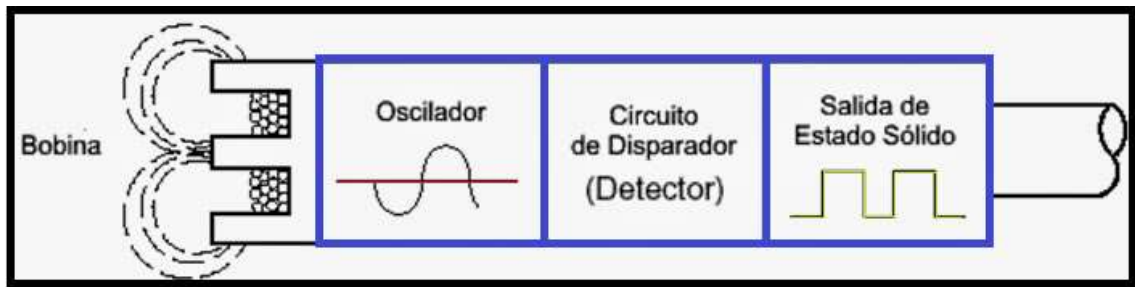 Bobina
Oscilador
Circuito
de Disparador
(Detector)
Salida de
Estado Sólido